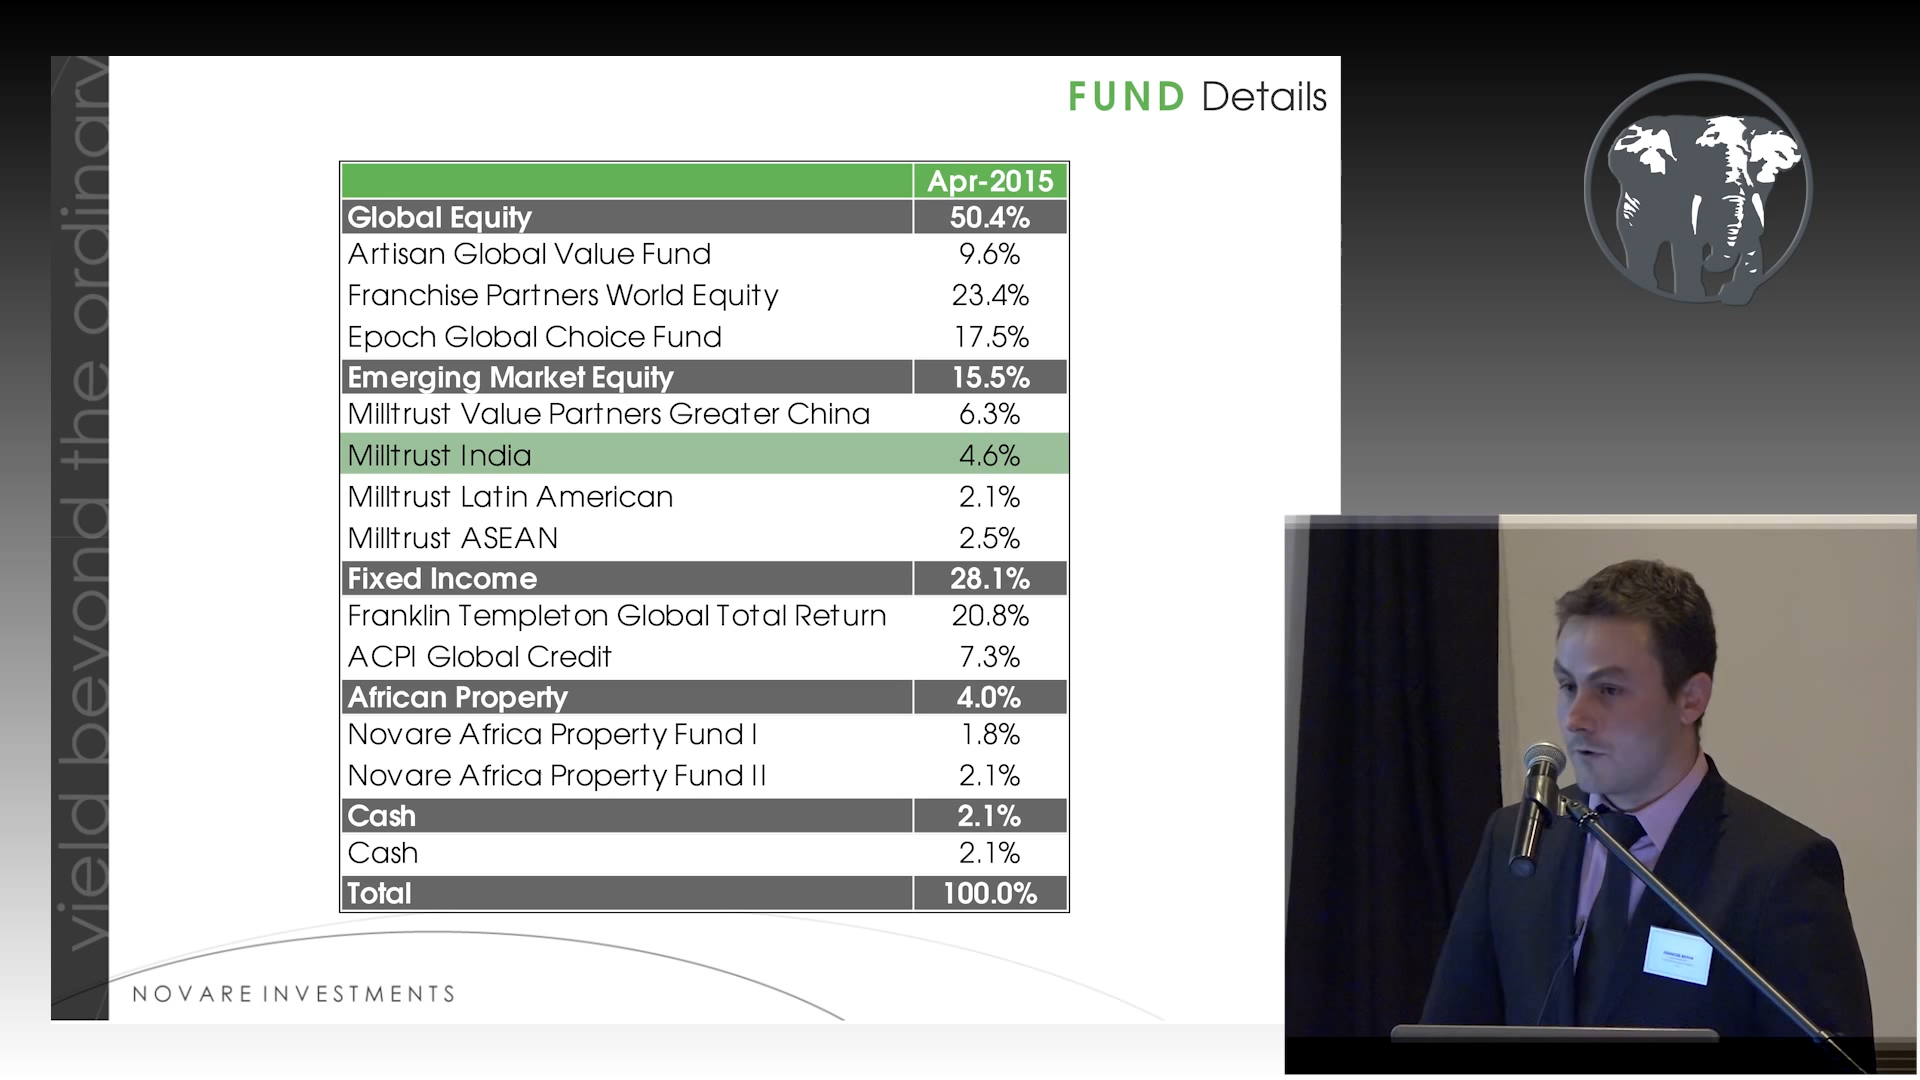 yield beyond the ordinary
FUND Details
Apr-2015
Global Equity 50.4%
Artisan Global Value Fund 9.6%
Franchise Partners World Equity 23.4%
Epoch Global Choice Fund 17.5%
Emerging Market Equity 15.5%
Milltrust Value Partners Greater China 6.3%
Milltrust India 4.6%
Milltrust Latin American 2.1%
Milltrust ASEAN 2.5%
Fixed Income 28.1%
Franklin Templeton Global Total Return 20.8%
ACPI Global Credit 7.3%
African Property 4.0%
Novare Africa Property Fund I 1.8%
Novare Africa Property Fund II 2.1%
Cash 2.1%
Cash 2.1%
Total 100.0%
NOVARE INVESTMENTS